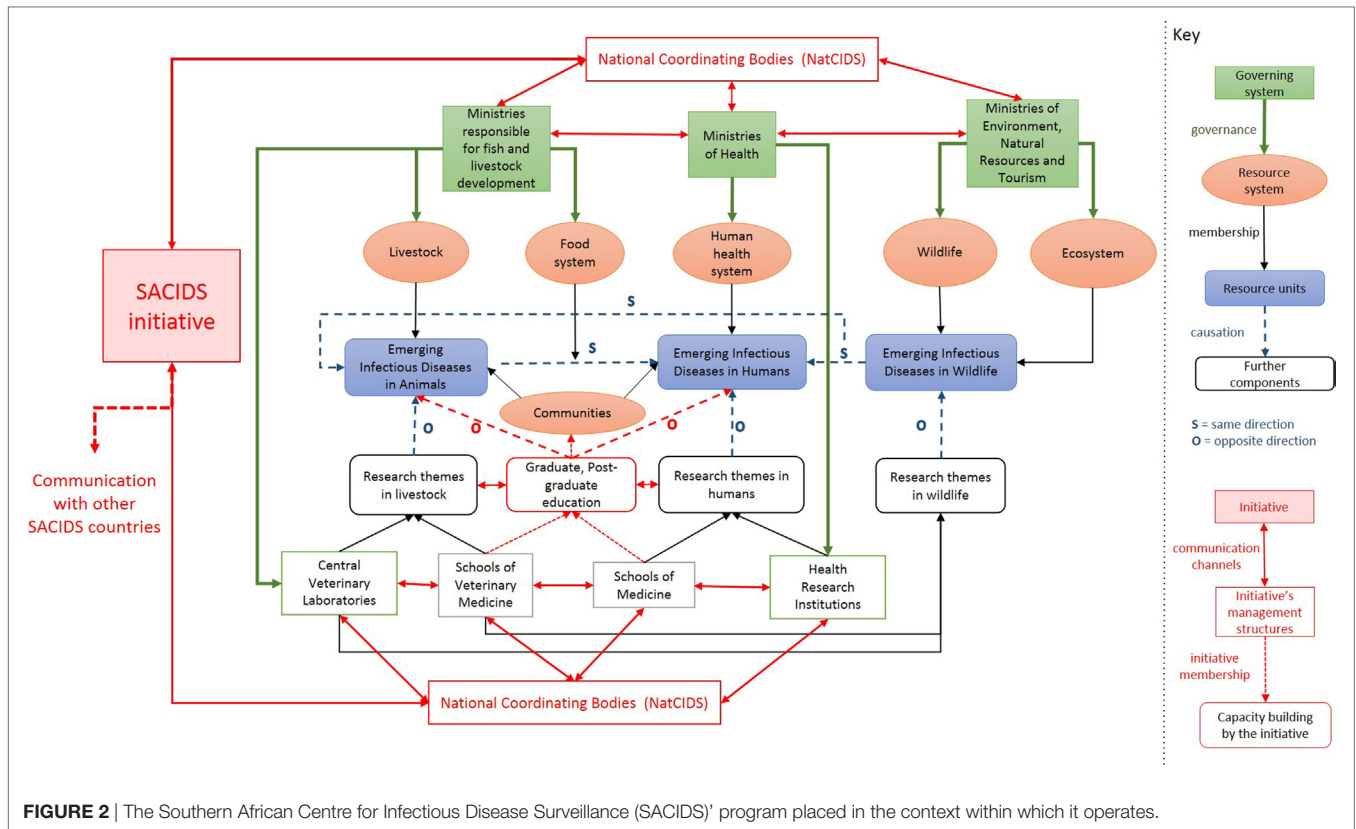 National Coordinating Bodies (NatCIDS)
Ministries
responsible
for fish and
livestock
development
Ministries
of Health
Ministries of
Environment,
Natural
Resources and
Tourism
Livestock
Food
system
Human
health
system
Wildlife
Ecosystem
SACIDS
initiative
S
Emerging
Infectious Diseases
in Animals
S
Emerging Infectious
Diseases in Humans
S
Emerging Infectious
Diseases in Wildlife
Communities
O
O
O
O
O
Research themes
in livestock
Graduate, Post-
graduate
education
Research themes in
humans
Research themes
in wildlife
Communication
with other
SACIDS countries
Central
Veterinary
Laboratories
Schools of
Veterinary
Medicine
Schools of
Medicine
Health
Research
Institutions
National Coordinating Bodies (NatCIDS)
Key
Governing
system
governance
Resource
system
membership
Resource units
causation
Further
components
S = same direction
O = opposite direction
Initiative
communication
channels
Initiative's
management
structures
initiative
membership
Capacity building
by the initiative
FIGURE 2 | The Southern African Centre for Infectious Disease Surveillance (SACIDS)' program placed in the context within which it operates.